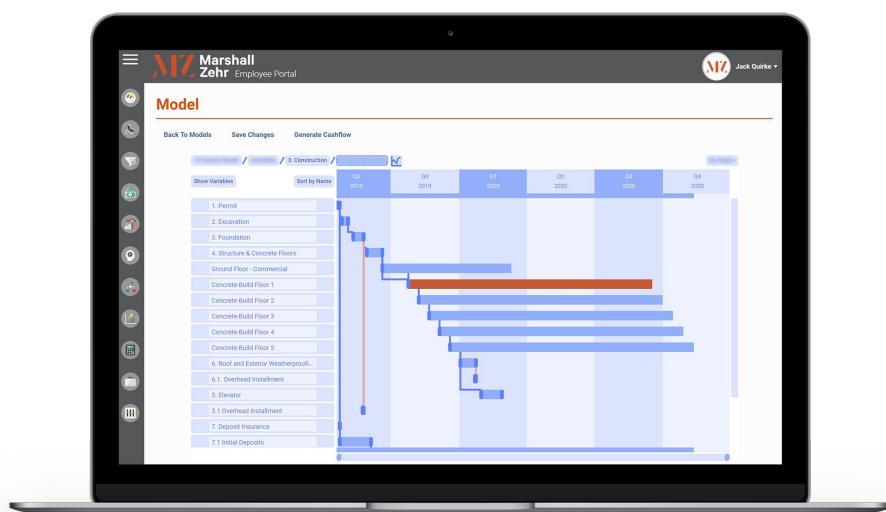 MZ Marshall
Zehr Employee Portal
MZ Jack Quirke
Model
Back To Models Save Changes Generate Cashflow
/ / 3. Construction /
Show Variables Sort by Name
Q3 Q4 Q1 Q2 Q3 Q4
2019 2019 2020 2020 2020 2020
1. Permit
2. Excavation
3. Foundation
4. Structure & Concrete Floors
Ground Floor - Commercial
Concrete-Build Floor 1
Concrete-Build Floor 2
Concrete-Build Floor 3
Concrete-Build Floor 4
Concrete-Build Floor 5
6. Roof and Exterior Weatherproofi...
6.1. Overhead Installment
5. Elevator
3.1 Overhead Installment
7. Deposit Insurance
7.1 Initial Deposits